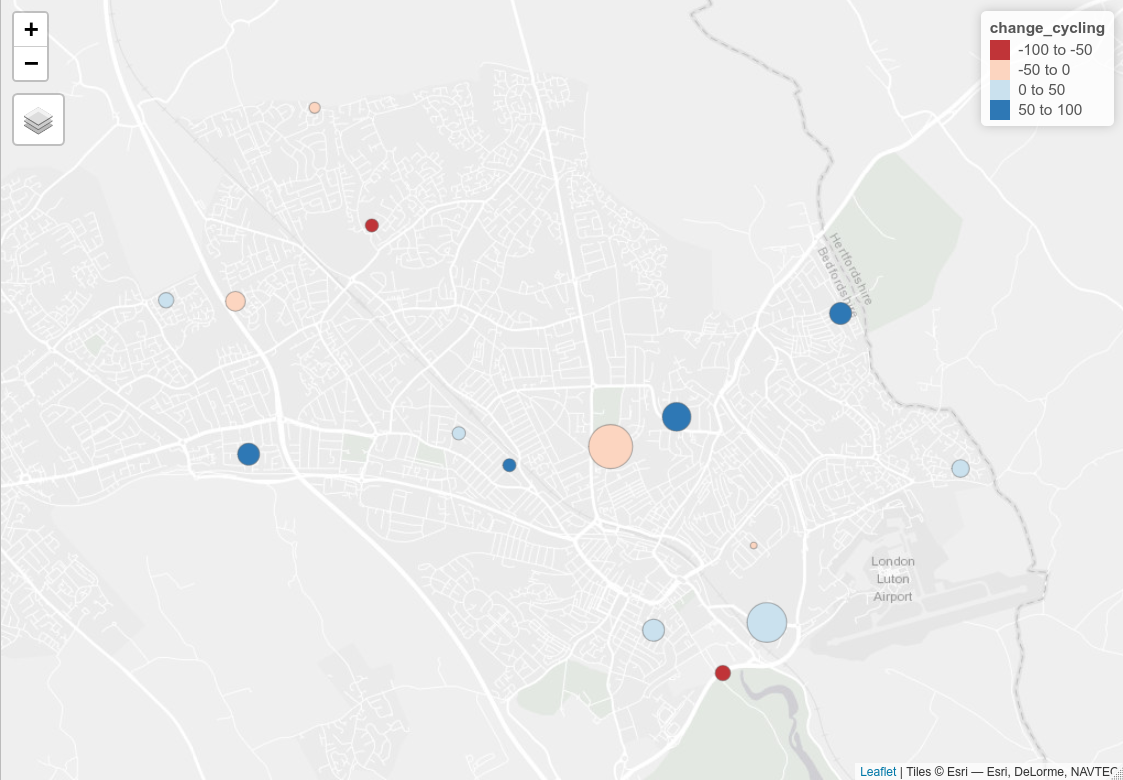 +
−
change_cycling
-100 to -50
-50 to 0
0 to 50
50 to 100
Hertfordshire
Bedfordshire
London
Luton
Airport
Leaflet | Tiles © Esri — Esri, DeLorme, NAVTEC